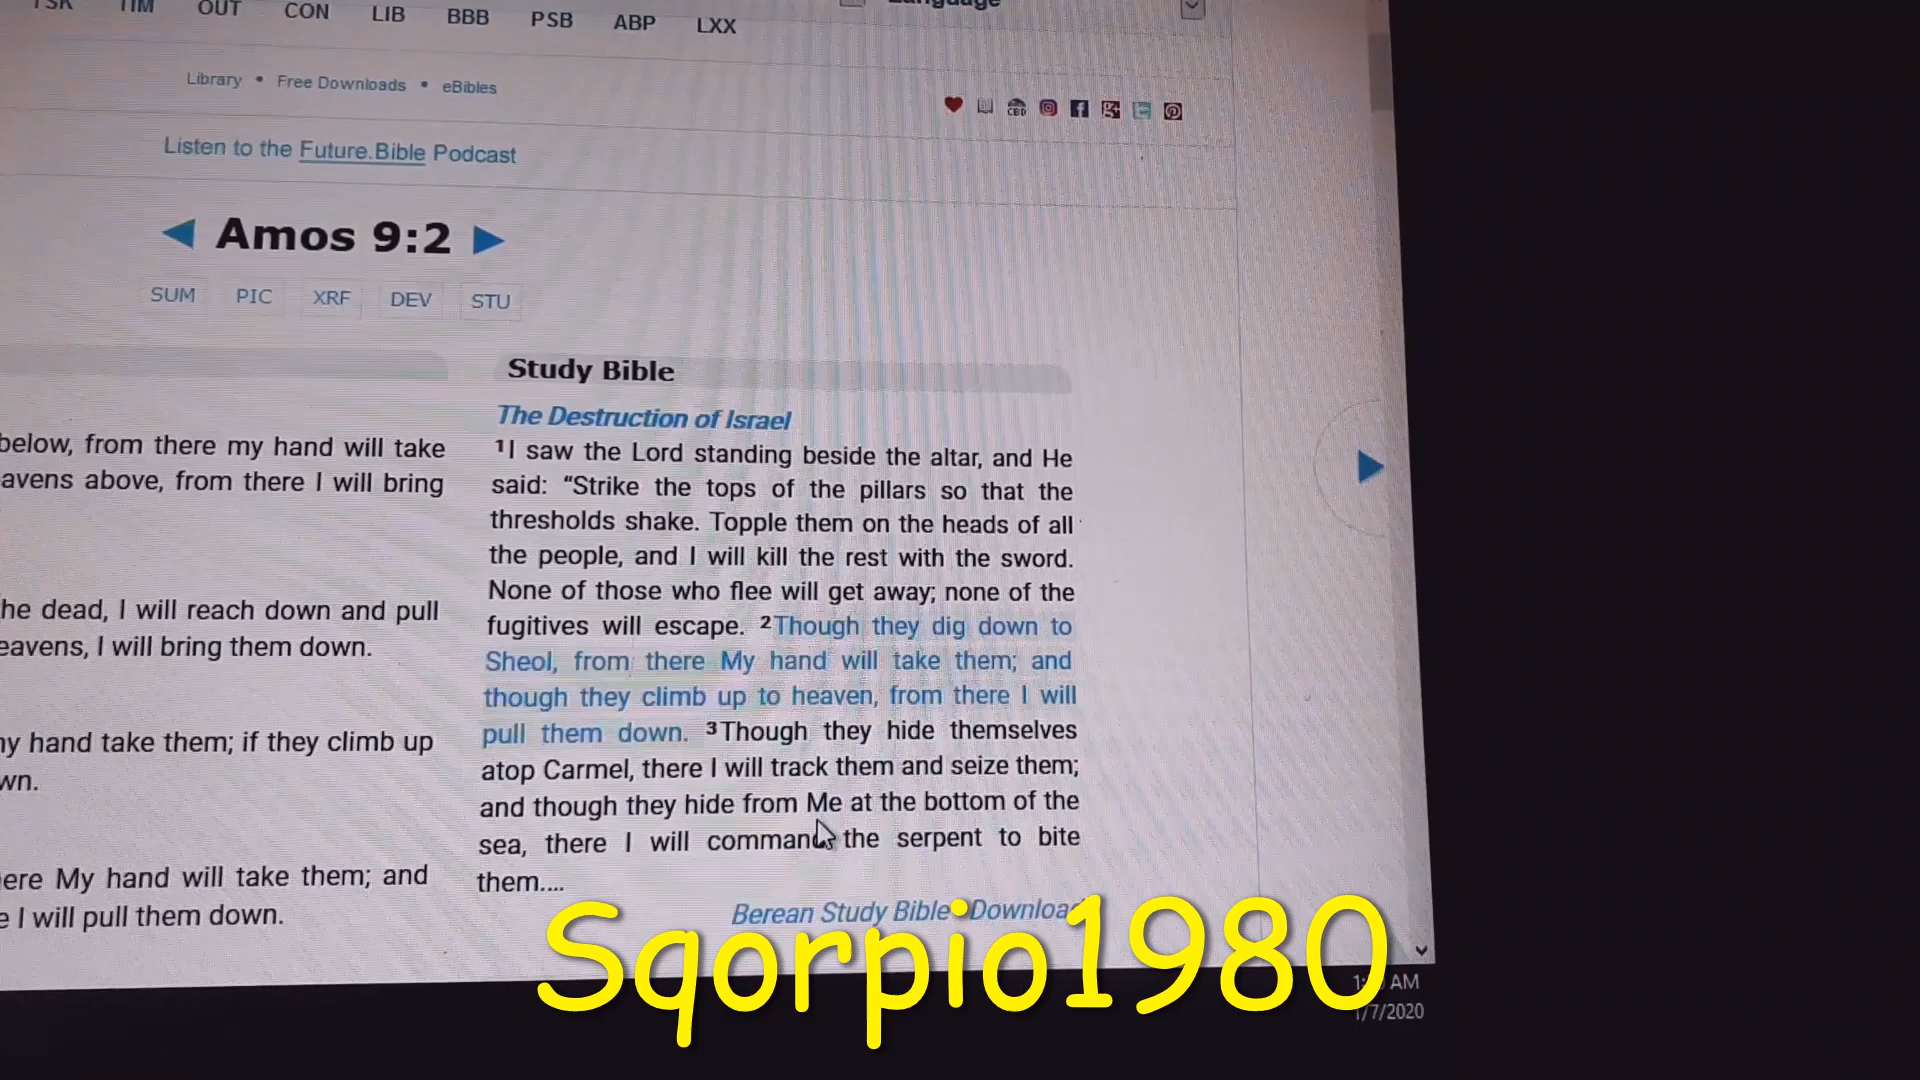 TIM OUT CON LIB BBB PSB ABP LXX
Library • Free Downloads • eBibles
Listen to the Future.Bible Podcast
Amos 9:2
SUM PIC XRF DEV STU
Study Bible
The Destruction of Israel
below, from there my hand will take
avens above, from there I will bring
he dead, I will reach down and pull
eavens, I will bring them down.
ny hand take them; if they climb up
wn.
ere My hand will take them; and
e I will pull them down.
1I saw the Lord standing beside the altar, and He
said: “Strike the tops of the pillars so that the
thresholds shake. Topple them on the heads of all
the people, and I will kill the rest with the sword.
None of those who flee will get away; none of the
fugitives will escape. 2Though they dig down to
Sheol, from there My hand will take them; and
though they climb up to heaven, from there I will
pull them down. 3Though they hide themselves
atop Carmel, there I will track them and seize them;
and though they hide from Me at the bottom of the
sea, there I will command the serpent to bite
them....
Berean Study Bible • Download
Sqorpio1980
AM
1/7/2020